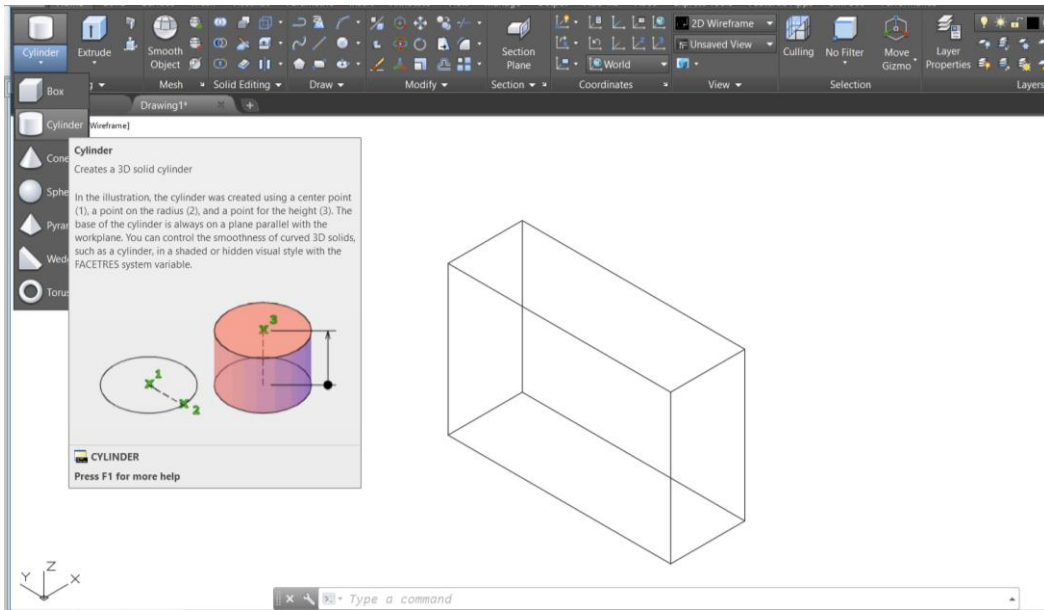 2D Wireframe
Unsaved View
World
Cylinder
Extrude
Smooth
Object
Section
Plane
Culling
No Filter
Move
Gizmo
Layer
Properties
Mesh
Solid Editing
Draw
Modify
Section
Coordinates
View
Selection
Layers
Drawing1*
Box
Cylinder
Wireframe]
Cone
Sphe
Pyra
Wed
Toru
Cylinder
Creates a 3D solid cylinder
In the illustration, the cylinder was created using a center point
(1), a point on the radius (2), and a point for the height (3). The
base of the cylinder is always on a plane parallel with the
workplane. You can control the smoothness of curved 3D solids,
such as a cylinder, in a shaded or hidden visual style with the
FACETRES system variable.
3
1
2
CYLINDER
Press F1 for more help
Z
Y
X
Type a command